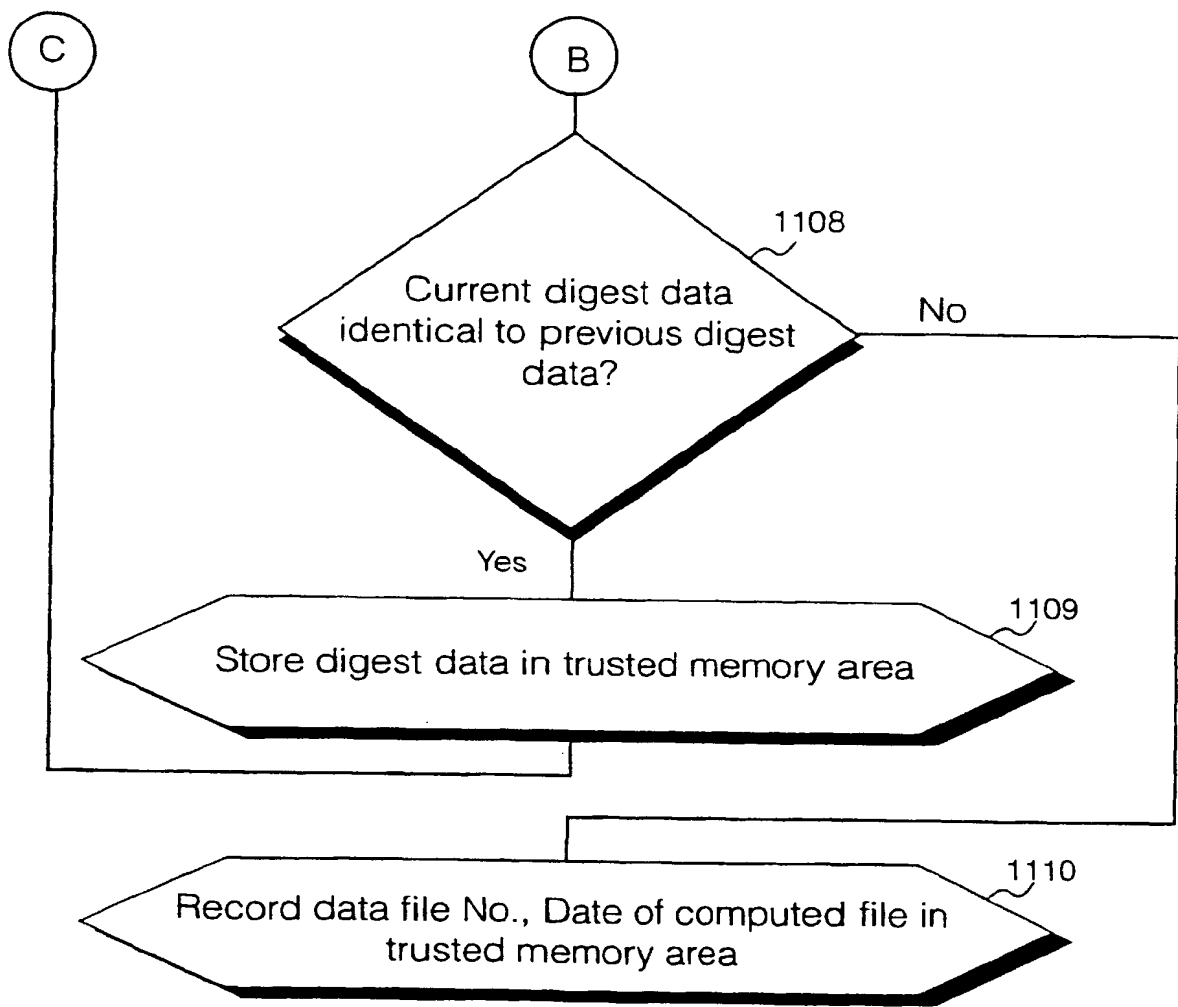 C
B
1108
Current digest data
identical to previous digest
data?
No
Yes
1109
Store digest data in trusted memory area
1110
Record data file No., Date of computed file in
trusted memory area